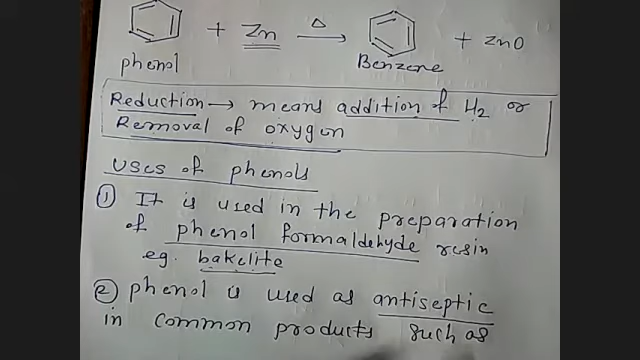 + Zn △ → + ZnO
phenol Benzene
Reduction → means addition of H2 or
Removal of oxygen
Uses of phenols
① It is used in the preparation
of phenol formaldehyde resin
eg. bakelite
② phenol is used as antiseptic
in common products such as